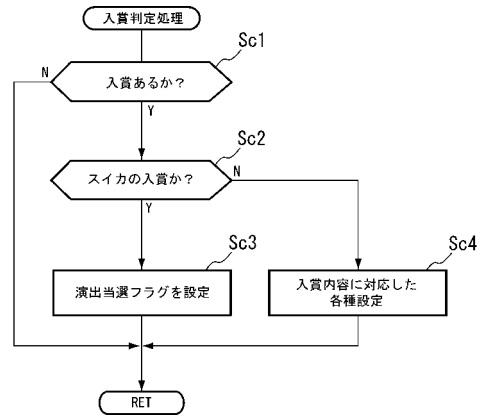 入賞判定処理
Sc1
N
入賞あるか?
Y
Sc2
スイカの入賞か?
N
Y
Sc3
Sc4
演出当選フラグを設定
入賞内容に対応した
各種設定
RET